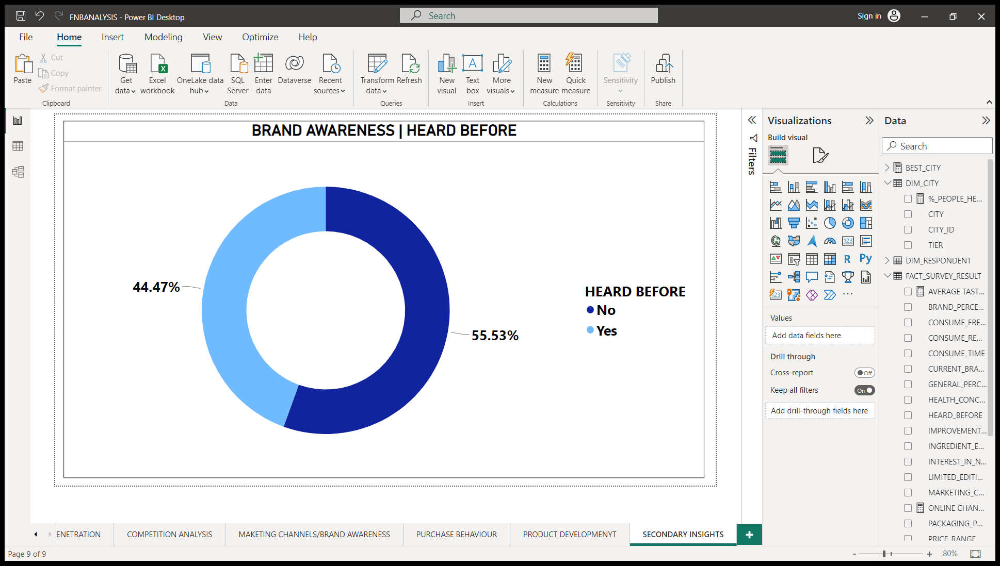 FNBANALYSIS - Power BI Desktop
Search
Sign in
File
Home
Insert
Modeling
View
Optimize
Help
Paste
Cut
Copy
Format painter
Clipboard
Get data
Excel workbook
OneLake data hub
SQL Server
Enter data
Dataverse
Recent sources
Data
Transform data
Refresh
Queries
New visual
Text box
More visuals
Insert
New measure
Quick measure
Calculations
Sensitivity
Sensitivity
Publish
Share
BRAND AWARENESS | HEARD BEFORE
44.47%
55.53%
HEARD BEFORE
No
Yes
Filters
Visualizations
Build visual
R
Py
123
123
Values
Add data fields here
Drill through
Cross-report
Off
Keep all filters
On
Add drill-through fields here
Data
Search
BEST_CITY
DIM_CITY
%_PEOPLE_HE...
CITY
CITY_ID
TIER
DIM_RESPONDENT
FACT_SURVEY_RESULT
AVERAGE TAST...
BRAND_PERCE...
CONSUME_FRE...
CONSUME_RE...
CONSUME_TIME
CURRENT_BRA...
GENERAL_PERC...
HEALTH_CONC...
HEARD_BEFORE
IMPROVEMENT...
INGREDIENT_E...
INTEREST_IN_N...
LIMITED_EDITI...
MARKETING_C...
ONLINE CHAN...
PACKAGING_P...
PRICE_RANGE
ENETRATION
COMPETITION ANALYSIS
MAKETING CHANNELS/BRAND AWARENESS
PURCHASE BEHAVIOUR
PRODUCT DEVELOPMENYT
SECONDARY INSIGHTS
+
Page 9 of 9
-
+
80%